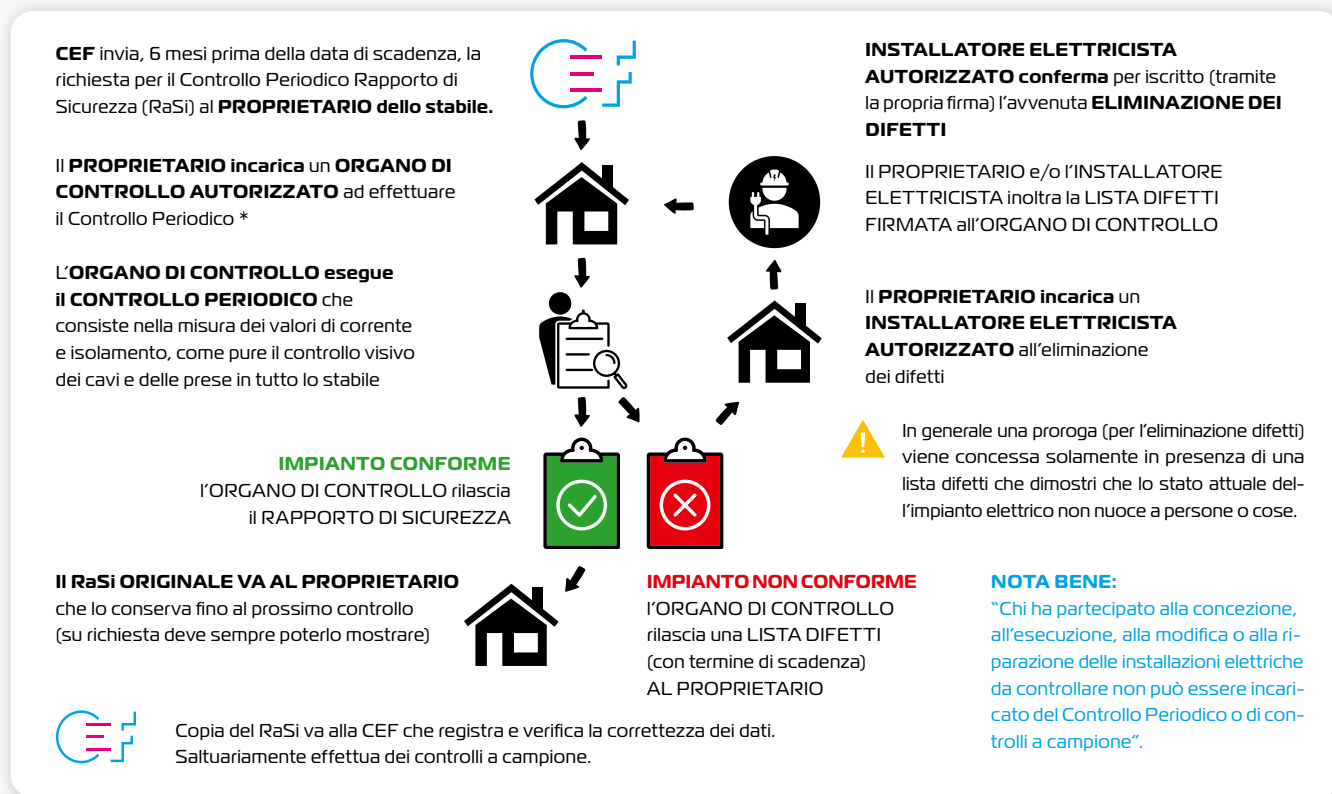 CEF invia, 6 mesi prima della data di scadenza, la
richiesta per il Controllo Periodico Rapporto di
Sicurezza (RaSi) al PROPRIETARIO dello stabile.
Il PROPRIETARIO incarica un ORGANO DI
CONTROLLO AUTORIZZATO ad effettuare
il Controllo Periodico *
L'ORGANO DI CONTROLLO esegue
il CONTROLLO PERIODICO che
consiste nella misura dei valori di corrente
e isolamento, come pure il controllo visivo
dei cavi e delle prese in tutto lo stabile
IMPIANTO CONFORME
l'ORGANO DI CONTROLLO rilascia
il RAPPORTO DI SICUREZZA
Il RaSi ORIGINALE VA AL PROPRIETARIO
che lo conserva fino al prossimo controllo
(su richiesta deve sempre poterlo mostrare)
CEF
INSTALLATORE ELETTRICISTA
AUTORIZZATO conferma per iscritto (tramite
la propria firma) l'avvenuta ELIMINAZIONE DEI
DIFETTI
Il PROPRIETARIO e/o l'INSTALLATORE
ELETTRICISTA inoltra la LISTA DIFETTI
FIRMATA all'ORGANO DI CONTROLLO
Il PROPRIETARIO incarica un
INSTALLATORE ELETTRICISTA
AUTORIZZATO all'eliminazione
dei difetti
!
In generale una proroga (per l'eliminazione difetti)
viene concessa solamente in presenza di una
lista difetti che dimostri che lo stato attuale del-
l'impianto elettrico non nuoce a persone o cose.
IMPIANTO NON CONFORME
l'ORGANO DI CONTROLLO
rilascia una LISTA DIFETTI
(con termine di scadenza)
AL PROPRIETARIO
NOTA BENE:
"Chi ha partecipato alla concezione,
all'esecuzione, alla modifica o alla ri-
parazione delle installazioni elettriche
da controllare non può essere incari-
cato del Controllo Periodico o di con-
trolli a campione".
CEF
Copia del RaSi va alla CEF che registra e verifica la correttezza dei dati.
Saltuariamente effettua dei controlli a campione.